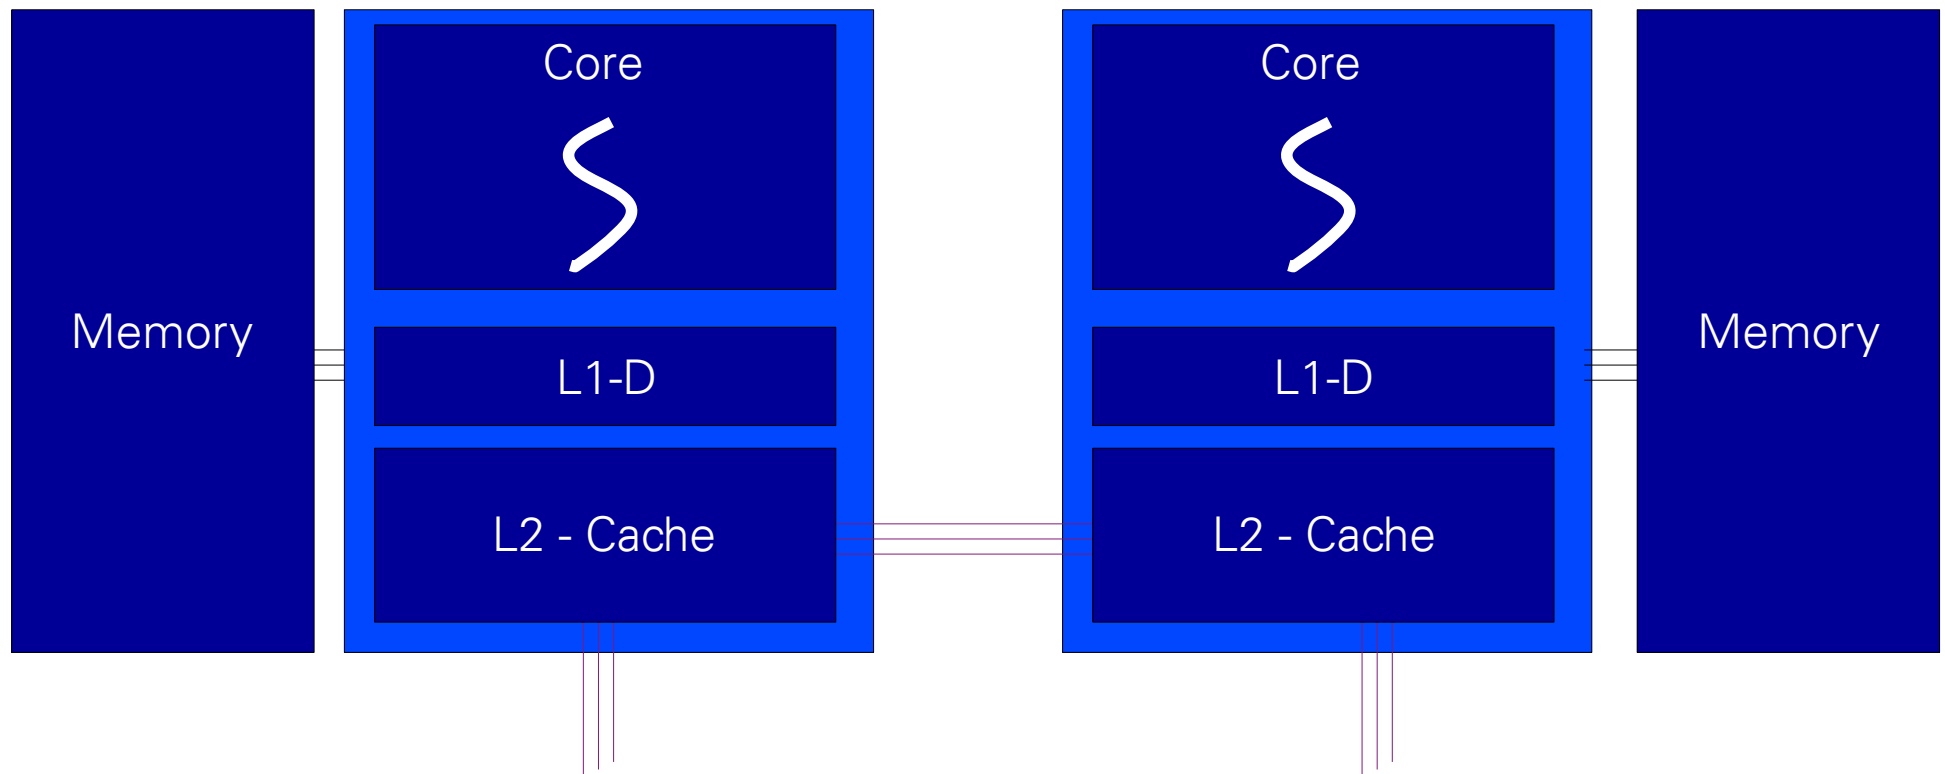 Core
Core
Memory
Memory
L1-D
L1-D
L2 - Cache
L2 - Cache